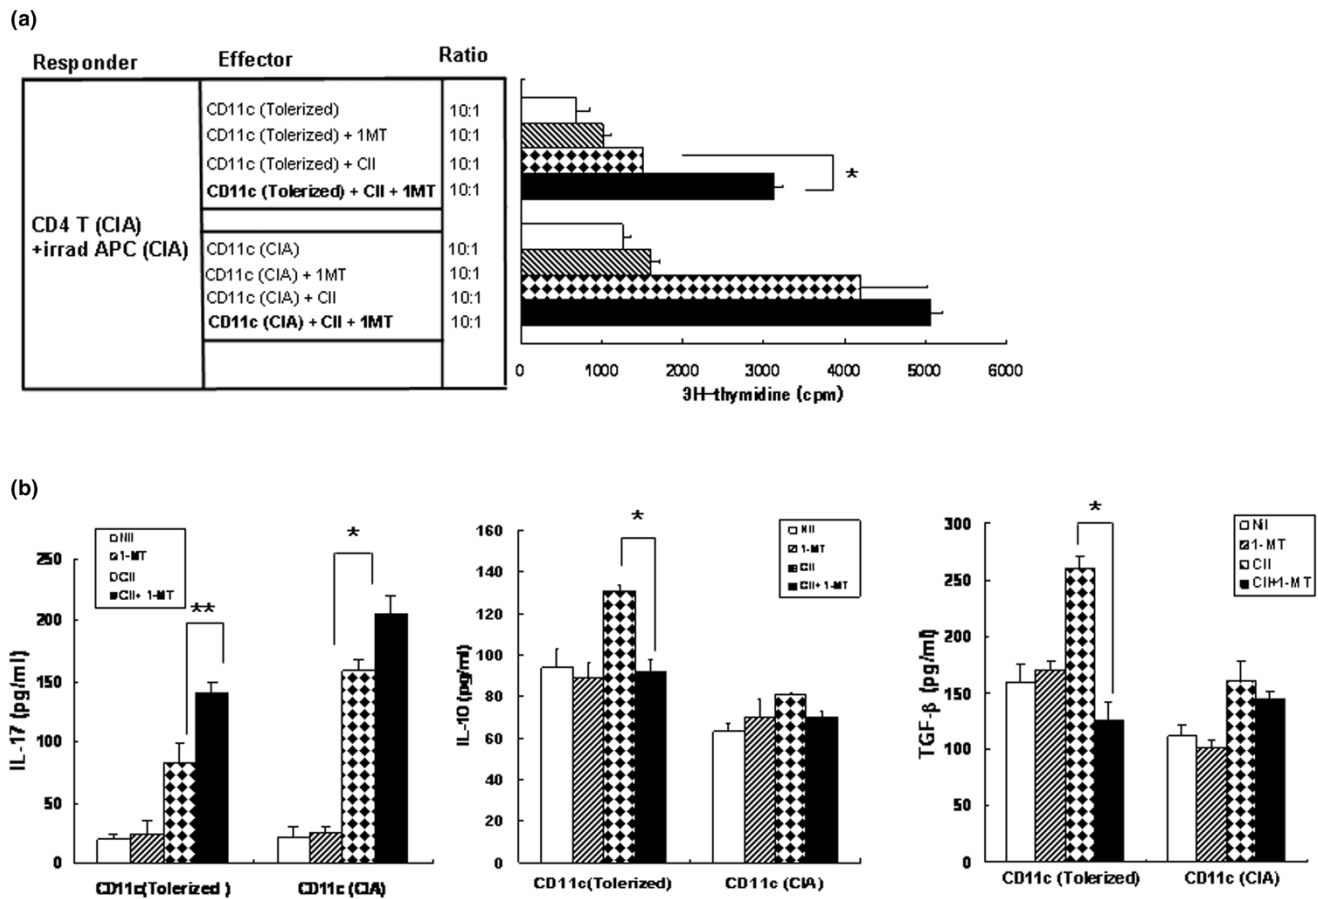 (a)
Responder Effector Ratio
CD11c (Tolerized) 10:1
CD11c (Tolerized) + 1MT 10:1
CD11c (Tolerized) + CII 10:1
CD11c (Tolerized) + CII + 1MT 10:1
*
CD4 T (CIA)
+irrad APC (CIA)
CD11c (CIA) 10:1
CD11c (CIA) + 1MT 10:1
CD11c (CIA) + CII 10:1
CD11c (CIA) + CII + 1MT 10:1
0 1000 2000 3000 4000 5000 6000
3H-thymidine (cpm)
(b)
IL-17 (pg/ml)
250
200
150
100
50
0
Nil
1-MT
CII
CII+ 1-MT
**
*
CD11c(Tolerized )
CD11c (CIA)
IL-10 (pg/ml)
160
140
120
100
80
60
40
20
0
*
Nil
1-MT
CII
CII+ 1-MT
CD11c(Tolerized)
CD11c (CIA)
TGF-β (pg/ml)
300
250
200
150
100
50
0
*
Nil
1-MT
CII
CII+1-MT
CD11c (Tolerized)
CD11c (CIA)